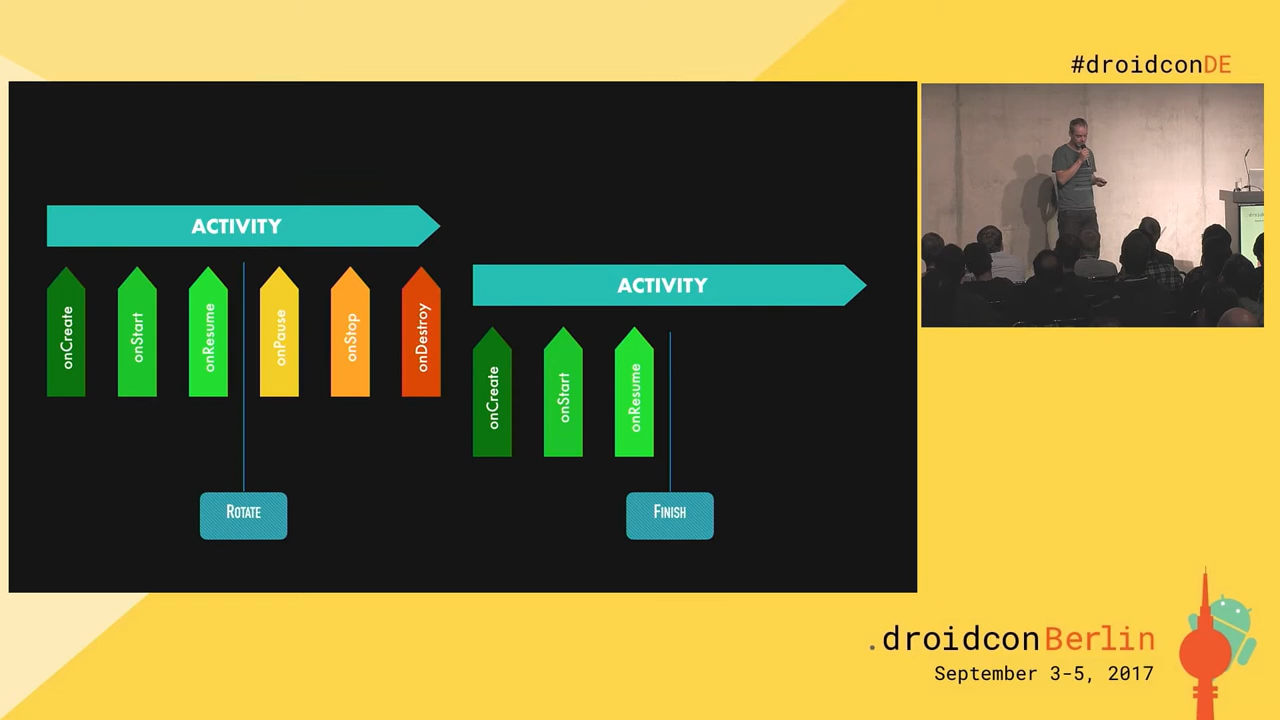 #droidconDE
ACTIVITY
onCreate
onStart
onResume
onPause
onStop
onDestroy
ACTIVITY
onCreate
onStart
onResume
ROTATE
FINISH
.droidconBerlin
September 3-5, 2017